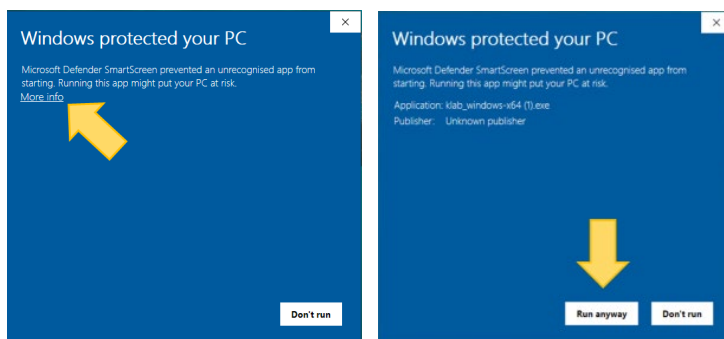 Windows protected your PC
Microsoft Defender SmartScreen prevented an unrecognised app from
starting. Running this app might put your PC at risk.
More info
Don't run
Windows protected your PC
Microsoft Defender SmartScreen prevented an unrecognised app from
starting. Running this app might put your PC at risk.
Application: klab_windows-x64 (1).exe
Publisher: Unknown publisher
Run anyway
Don't run